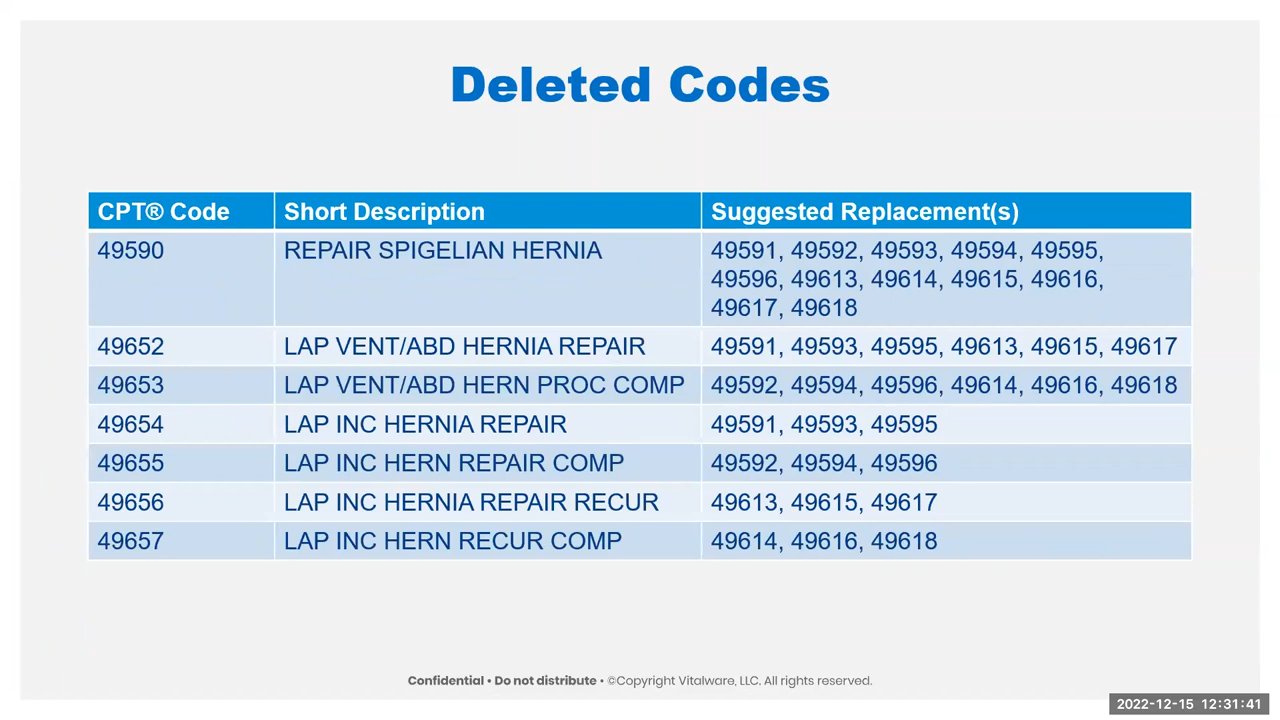 Deleted Codes
CPT® Code Short Description Suggested Replacement(s)
49590 REPAIR SPIGELIAN HERNIA 49591, 49592, 49593, 49594, 49595,
49596, 49613, 49614, 49615, 49616,
49617, 49618
49652 LAP VENT/ABD HERNIA REPAIR 49591, 49593, 49595, 49613, 49615, 49617
49653 LAP VENT/ABD HERN PROC COMP 49592, 49594, 49596, 49614, 49616, 49618
49654 LAP INC HERNIA REPAIR 49591, 49593, 49595
49655 LAP INC HERN REPAIR COMP 49592, 49594, 49596
49656 LAP INC HERNIA REPAIR RECUR 49613, 49615, 49617
49657 LAP INC HERN RECUR COMP 49614, 49616, 49618
Confidential • Do not distribute • ©Copyright Vitalware, LLC. All rights reserved.
2022-12-15 12:31:41